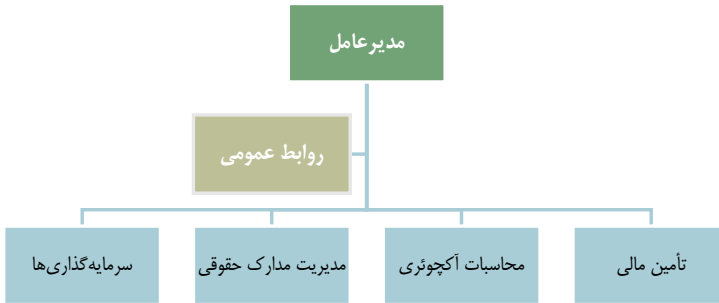 مدیرعامل
روابط عمومی
تأمین مالی
محاسبات آکچوئری
مدیریت مدارک حقوقی
سرمایه‌گذاری‌ها